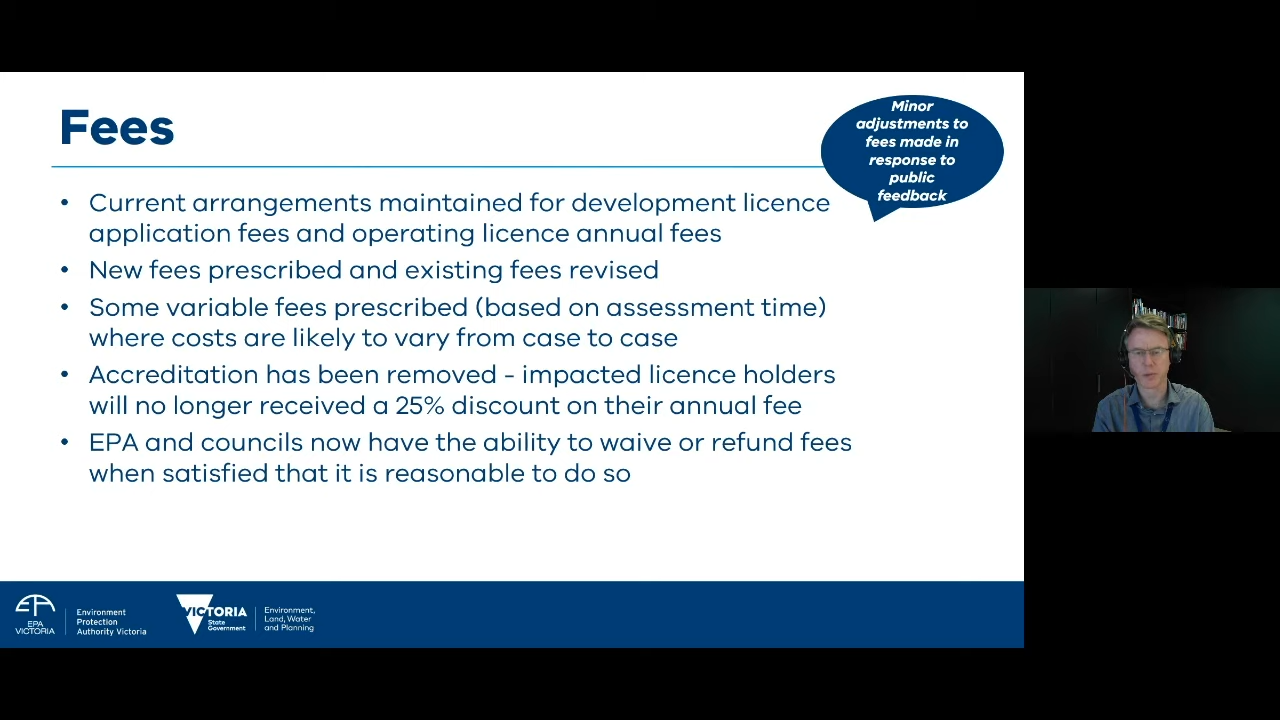 Fees
Minor
adjustments to
fees made in
response to
public
feedback
• Current arrangements maintained for development licence
application fees and operating licence annual fees
• New fees prescribed and existing fees revised
• Some variable fees prescribed (based on assessment time)
where costs are likely to vary from case to case
• Accreditation has been removed - impacted licence holders
will no longer received a 25% discount on their annual fee
• EPA and councils now have the ability to waive or refund fees
when satisfied that it is reasonable to do so
EPA
VICTORIA
Environment
Protection
Authority Victoria
VICTORIA
State
Government
Environment,
Land, Water
and Planning